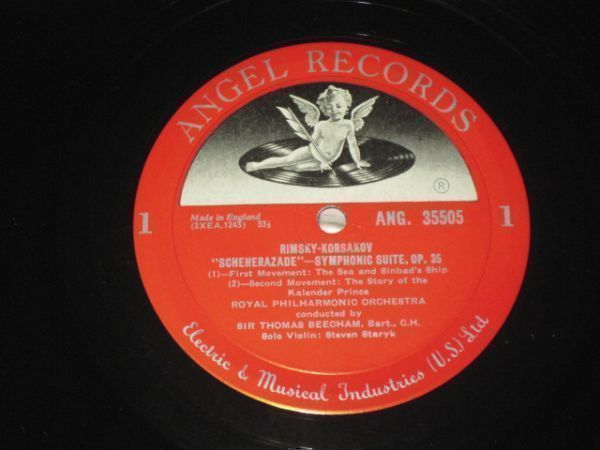 ANGEL RECORDS
®
1
1
Made in England
(2XEA.1243) 33⅓
ANG. 35505
RIMSKY-KORSAKOV
"SCHEHERAZADE"—SYMPHONIC SUITE, OP. 35
(1)—First Movement: The Sea and Sinbad's Ship
(2)—Second Movement: The Story of the
Kalender Prince
ROYAL PHILHARMONIC ORCHESTRA
conducted by
SIR THOMAS BEECHAM, Bart., C.H.
Solo Violin: Steven Staryk
Electric & Musical Industries (U.S.) Ltd